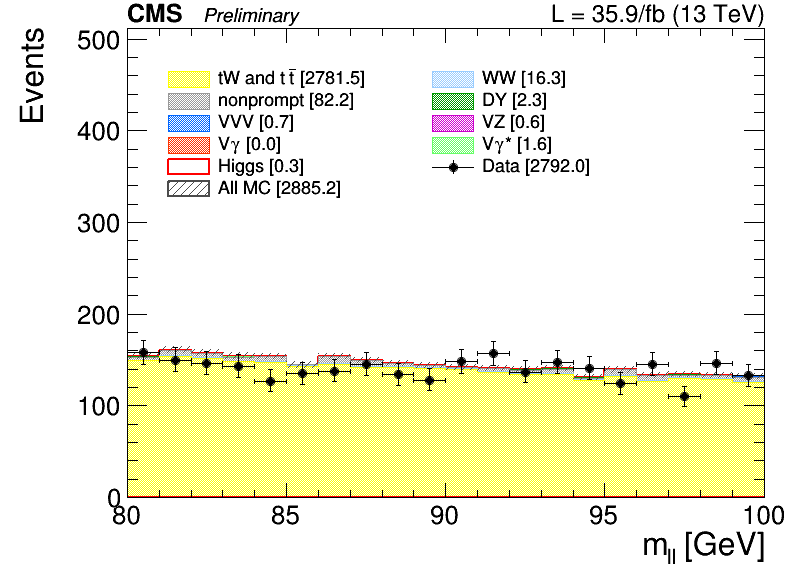 CMS Preliminary L = 35.9/fb (13 TeV)
Events
500
400
300
200
100
0
tW and t t̄ [2781.5]
WW [16.3]
nonprompt [82.2]
DY [2.3]
VVV [0.7]
VZ [0.6]
Vγ [0.0]
Vγ* [1.6]
Higgs [0.3]
Data [2792.0]
All MC [2885.2]
80 85 90 95 100
m_ll [GeV]